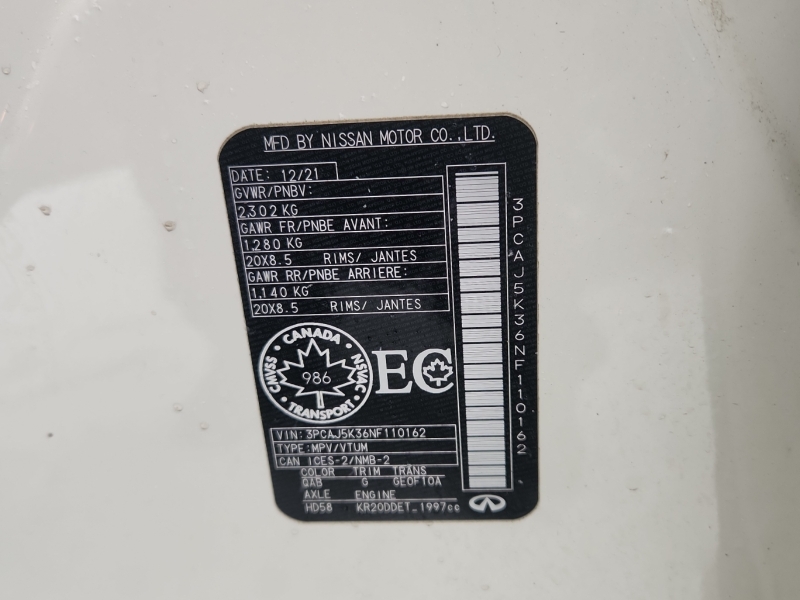 MFD BY NISSAN MOTOR CO.,LTD.
DATE: 12/21
GVWR/PNBV:
2,302 KG
GAWR FR/PNBE AVANT:
1,280 KG
20X8.5 RIMS/ JANTES
GAWR RR/PNBE ARRIERE:
1,140 KG
20X8.5 RIMS/ JANTES
3PCAJ5K36NF110162
CANADA
CMVSS NSVAC
986
TRANSPORT
EC
VIN: 3PCAJ5K36NF110162
TYPE: MPV/VTUM
CAN ICES-2/NMB-2
COLOR TRIM TRANS
QAB G GE0F10A
AXLE ENGINE
HD58 KR20DDET_1997cc